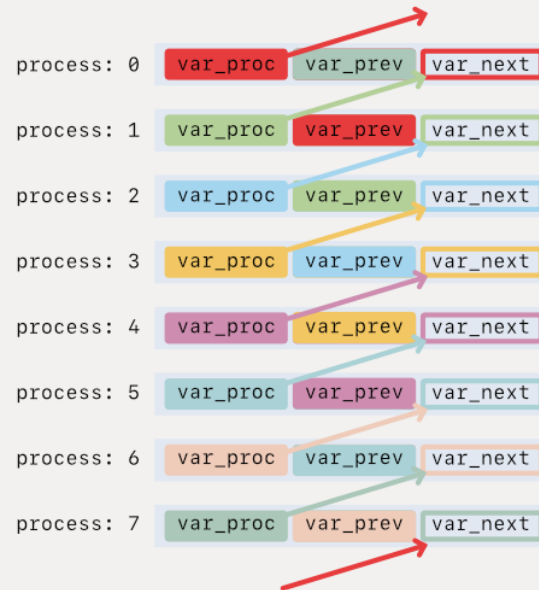 process: 0 var_proc var_prev var_next
process: 1 var_proc var_prev var_next
process: 2 var_proc var_prev var_next
process: 3 var_proc var_prev var_next
process: 4 var_proc var_prev var_next
process: 5 var_proc var_prev var_next
process: 6 var_proc var_prev var_next
process: 7 var_proc var_prev var_next